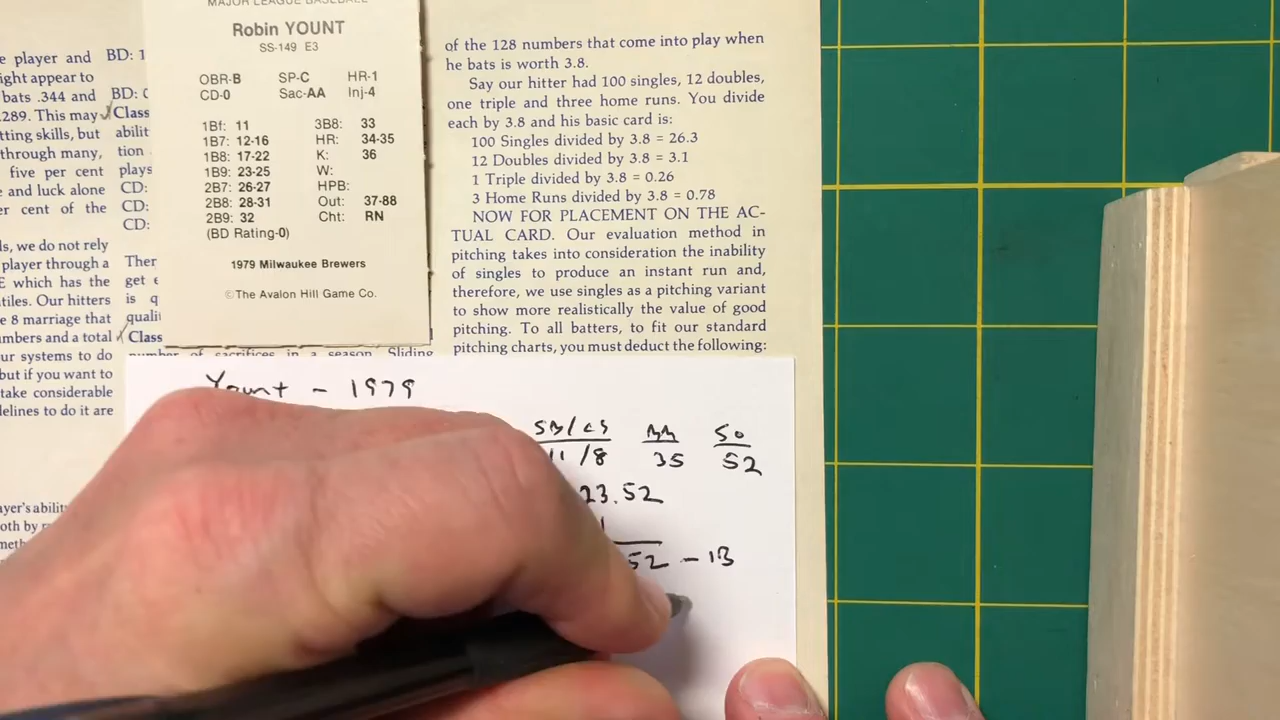 MAJOR LEAGUE BASEBALL
Robin YOUNT
SS-149 E3
OBR-B SP-C HR-1
CD-0 Sac-AA Inj-4
1Bf: 11 3B8: 33
1B7: 12-16 HR: 34-35
1B8: 17-22 K: 36
1B9: 23-25 W:
2B7: 26-27 HPB:
2B8: 28-31 Out: 37-88
2B9: 32 Cht: RN
(BD Rating-0)
1979 Milwaukee Brewers
©The Avalon Hill Game Co.
player and
ight appear to
bats .344 and
.289. This may
tting skills, but
through many,
five per cent
and luck alone
er cent of the
s, we do not rely
player through a
E which has the
tiles. Our hitters
e 8 marriage that
umbers and a total
ur systems to do
but if you want to
take considerable
delines to do it are
ayer's ability
oth by
BD: 1
BD:
Class
abilit
tion
plays
CD:
CD:
CD:
Ther
get
is q
quali
Class
number of sacrifices in a season. Sliding
of the 128 numbers that come into play when
he bats is worth 3.8.
Say our hitter had 100 singles, 12 doubles,
one triple and three home runs. You divide
each by 3.8 and his basic card is:
100 Singles divided by 3.8 = 26.3
12 Doubles divided by 3.8 = 3.1
1 Triple divided by 3.8 = 0.26
3 Home Runs divided by 3.8 = 0.78
NOW FOR PLACEMENT ON THE AC-
TUAL CARD. Our evaluation method in
pitching takes into consideration the inability
of singles to produce an instant run and,
therefore, we use singles as a pitching variant
to show more realistically the value of good
pitching. To all batters, to fit our standard
pitching charts, you must deduct the following:
Yount - 1979
SB/CS BB SO
11/8 35 52
23.52
1
52 - 1B